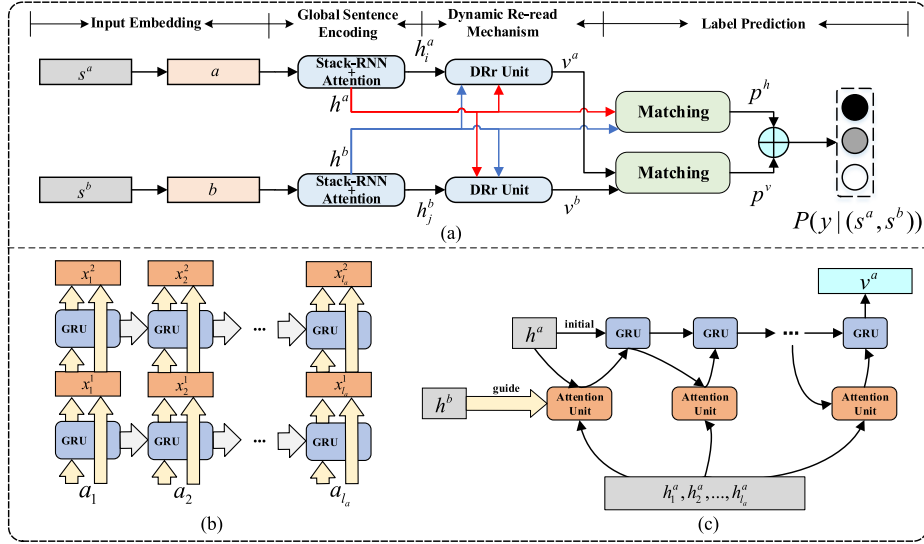 Input Embedding
Global Sentence
Encoding
Dynamic Re-read
Mechanism
Label Prediction
s^a
a
Stack-RNN
+
Attention
h_i^a
DRr Unit
v^a
h^a
Matching
p^h
h^b
Matching
p^v
s^b
b
Stack-RNN
+
Attention
h_j^b
DRr Unit
v^b
P(y | (s^a, s^b))
(a)
x_1^2
x_2^2
x_{l_a}^2
GRU
GRU
...
GRU
x_1^1
x_2^1
x_{l_a}^1
GRU
GRU
...
GRU
a_1
a_2
a_{l_a}
(b)
v^a
h^a
initial
GRU
GRU
...
GRU
h^b
guide
Attention
Unit
Attention
Unit
Attention
Unit
h_1^a, h_2^a, ..., h_{l_a}^a
(c)